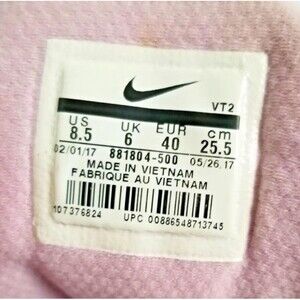 VT2
US UK EUR cm
8.5 6 40 25.5
02/01/17 881804-500 05/26/17
MADE IN VIETNAM
FABRIQUE AU VIETNAM
107376824 UPC 00886548713745